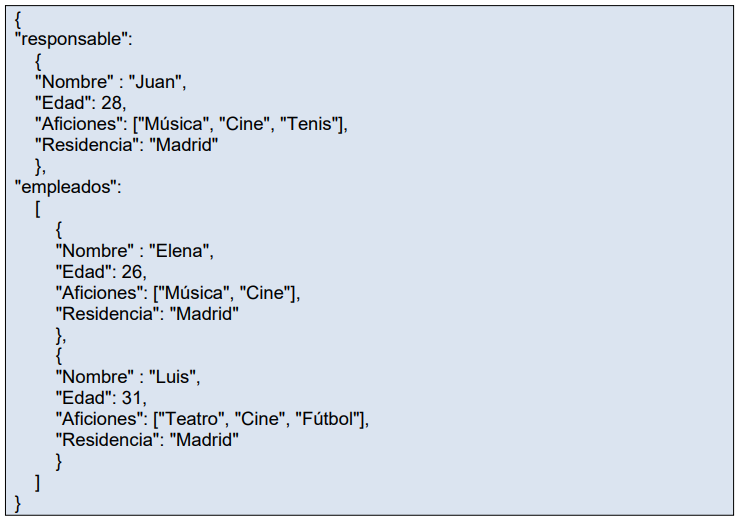 {
"responsable":
{
"Nombre" : "Juan",
"Edad": 28,
"Aficiones": ["Música", "Cine", "Tenis"],
"Residencia": "Madrid"
},
"empleados":
[
{
"Nombre" : "Elena",
"Edad": 26,
"Aficiones": ["Música", "Cine"],
"Residencia": "Madrid"
},
{
"Nombre" : "Luis",
"Edad": 31,
"Aficiones": ["Teatro", "Cine", "Fútbol"],
"Residencia": "Madrid"
}
]
}